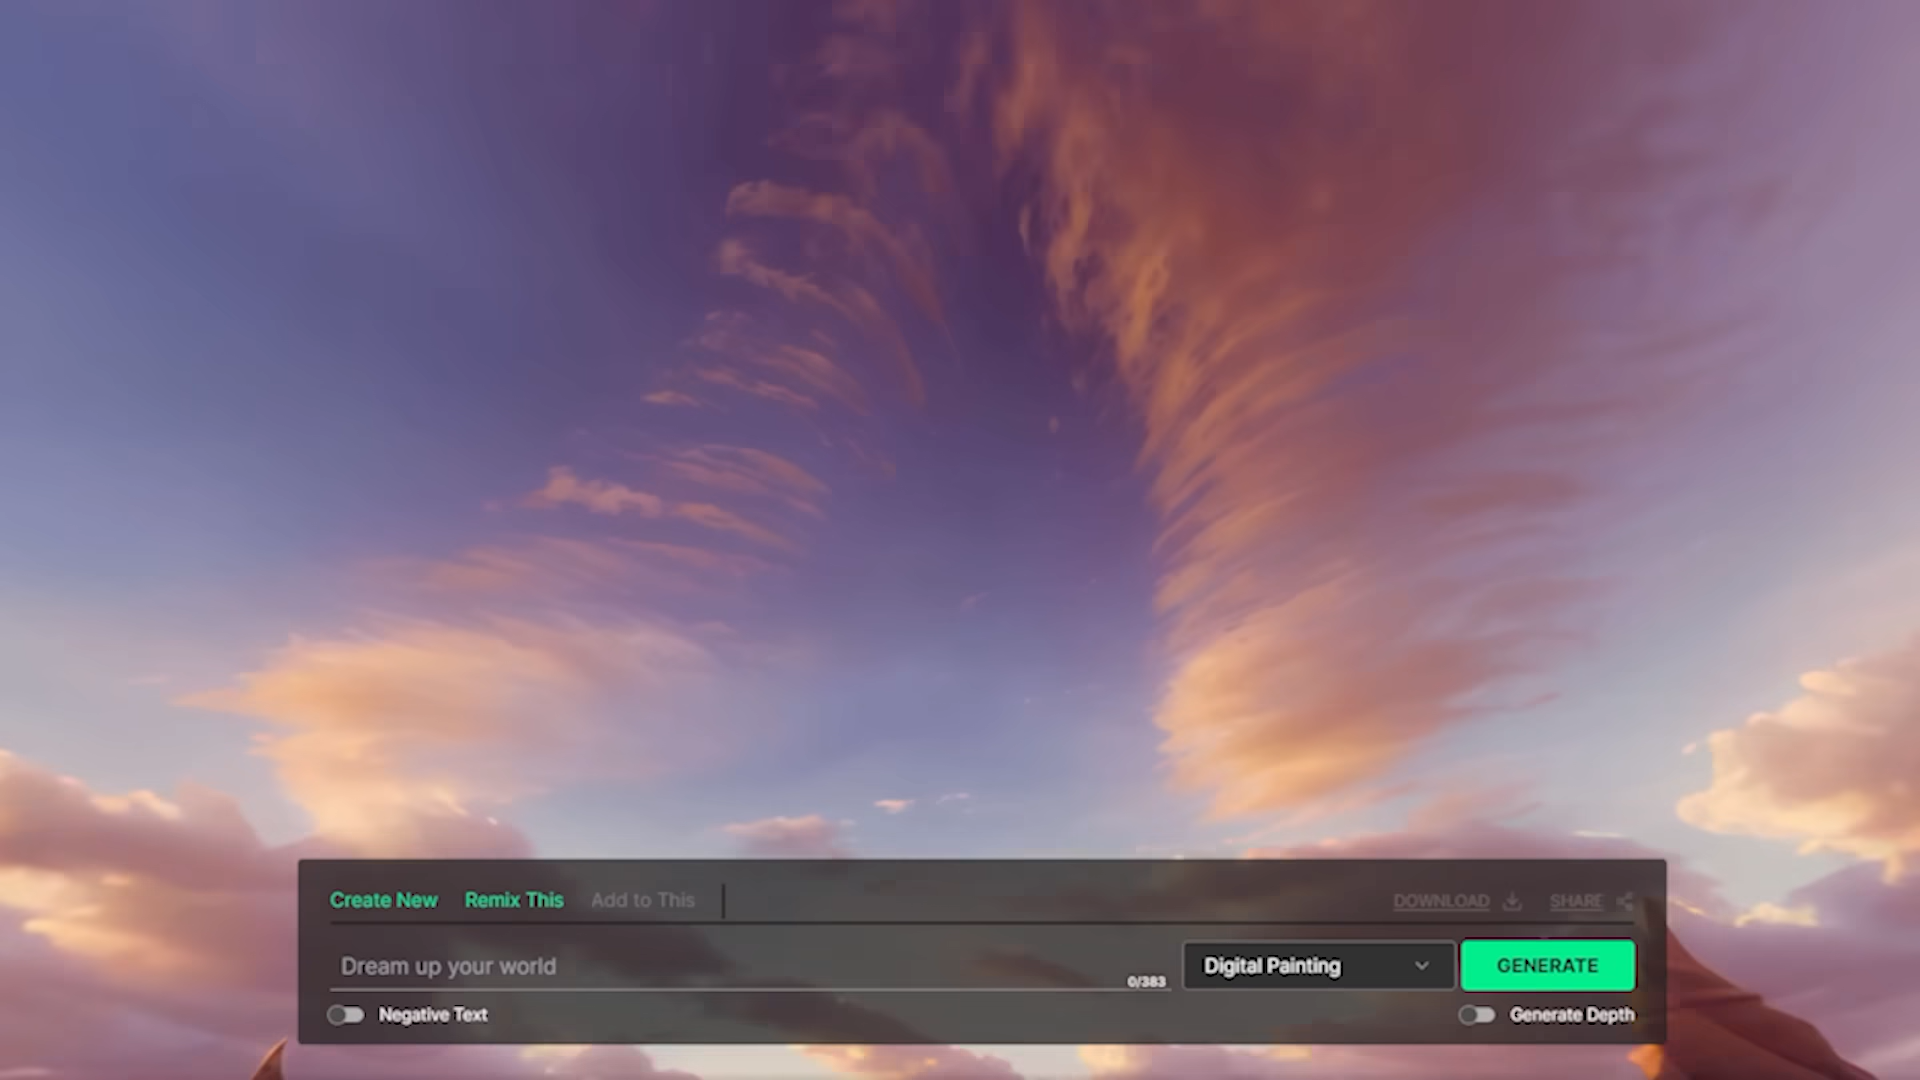 Create New Remix This Add to This DOWNLOAD SHARE
Dream up your world 0/383 Digital Painting GENERATE
Negative Text Generate Depth